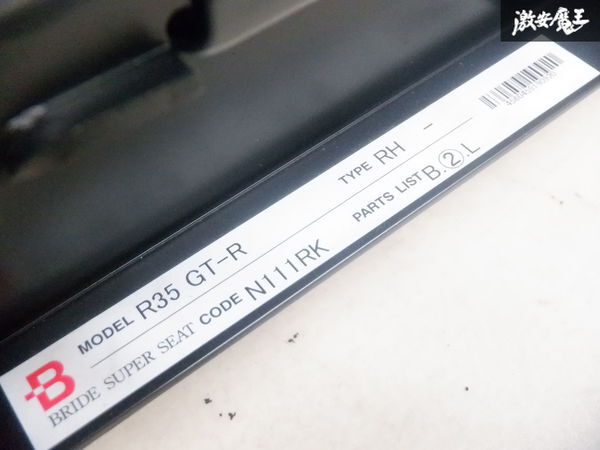 激安魔王
MODEL R35 GT-R TYPE RH -
BRIDE SUPER SEAT CODE N111RK PARTS LIST B.②.L